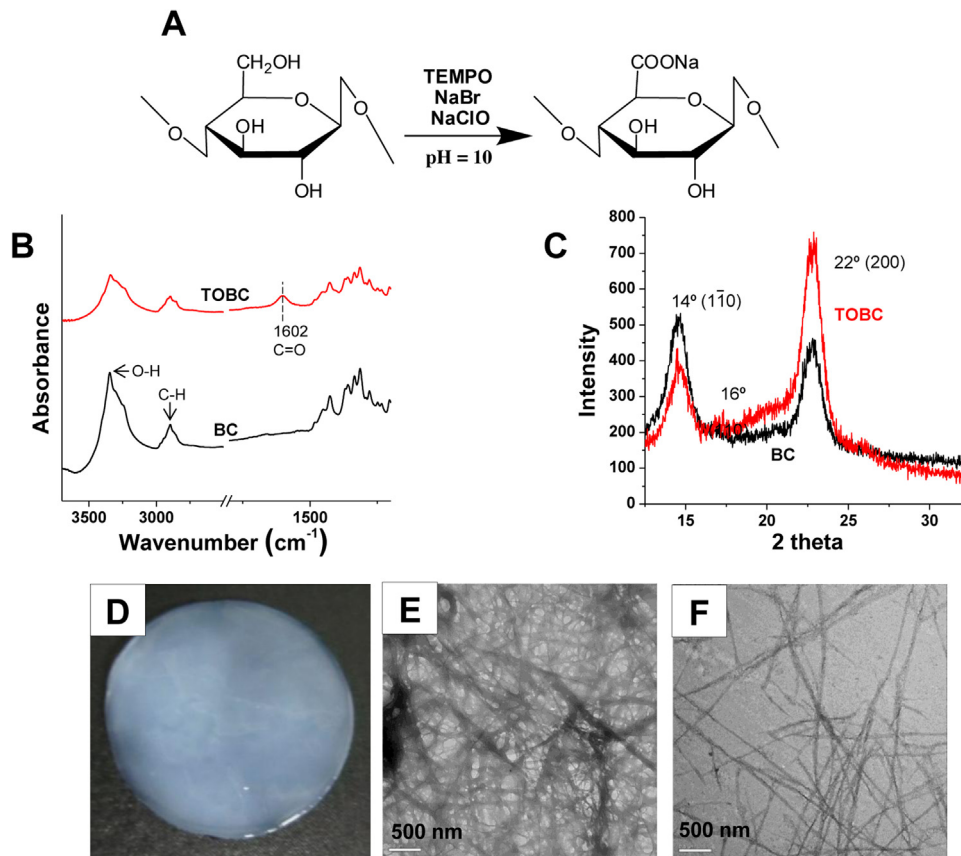 A
CH₂OH
O
O
O
OH
OH
TEMPO
NaBr
NaClO
pH = 10
COONa
O
O
O
OH
OH
B
Absorbance
TOBC
1602
C=O
O-H
C-H
BC
3500
3000
1500
Wavenumber (cm⁻¹)
C
Intensity
800
700
600
500
400
300
200
100
0
14º (11̅0)
22º (200)
TOBC
16º
BC
15
20
25
30
2 theta
D
E
500 nm
F
500 nm